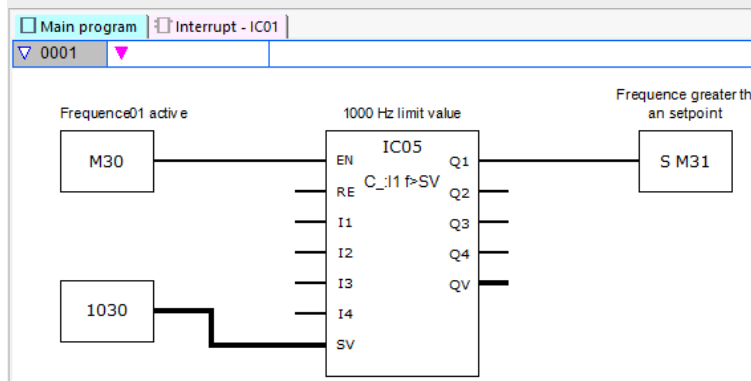 Main program
Interrupt - IC01
0001
Frequence01 active
1000 Hz limit value
Frequence greater th
an setpoint
M30
IC05
C_:I1 f>SV
EN
RE
I1
I2
I3
I4
SV
Q1
Q2
Q3
Q4
QV
S M31
1030